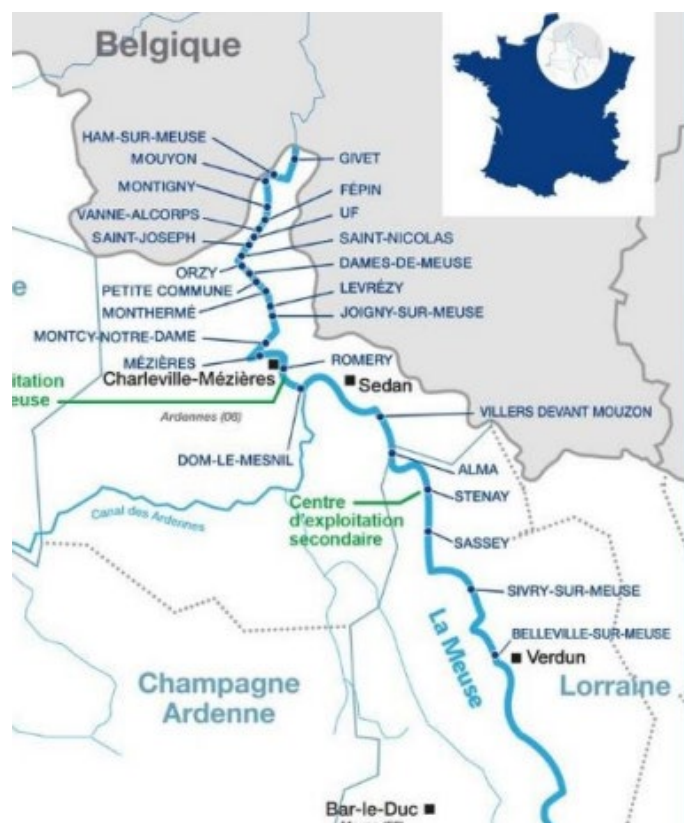 Belgique
HAM-SUR-MEUSE
GIVET
MOUYON
MONTIGNY
FÉPIN
VANNE-ALCORPS
UF
SAINT-JOSEPH
SAINT-NICOLAS
ORZY
DAMES-DE-MEUSE
e
PETITE COMMUNE
LEVRÉZY
MONTHERMÉ
JOIGNY-SUR-MEUSE
MONTCY-NOTRE-DAME
MÉZIÈRES
ROMERY
itation
euse
Charleville-Mézières
Sedan
Ardennes (08)
VILLERS DEVANT MOUZON
DOM-LE-MESNIL
ALMA
STENAY
Centre
d'exploitation
secondaire
Canal des Ardennes
SASSEY
SIVRY-SUR-MEUSE
La Meuse
BELLEVILLE-SUR-MEUSE
Verdun
Champagne
Ardenne
Lorraine
Bar-le-Duc